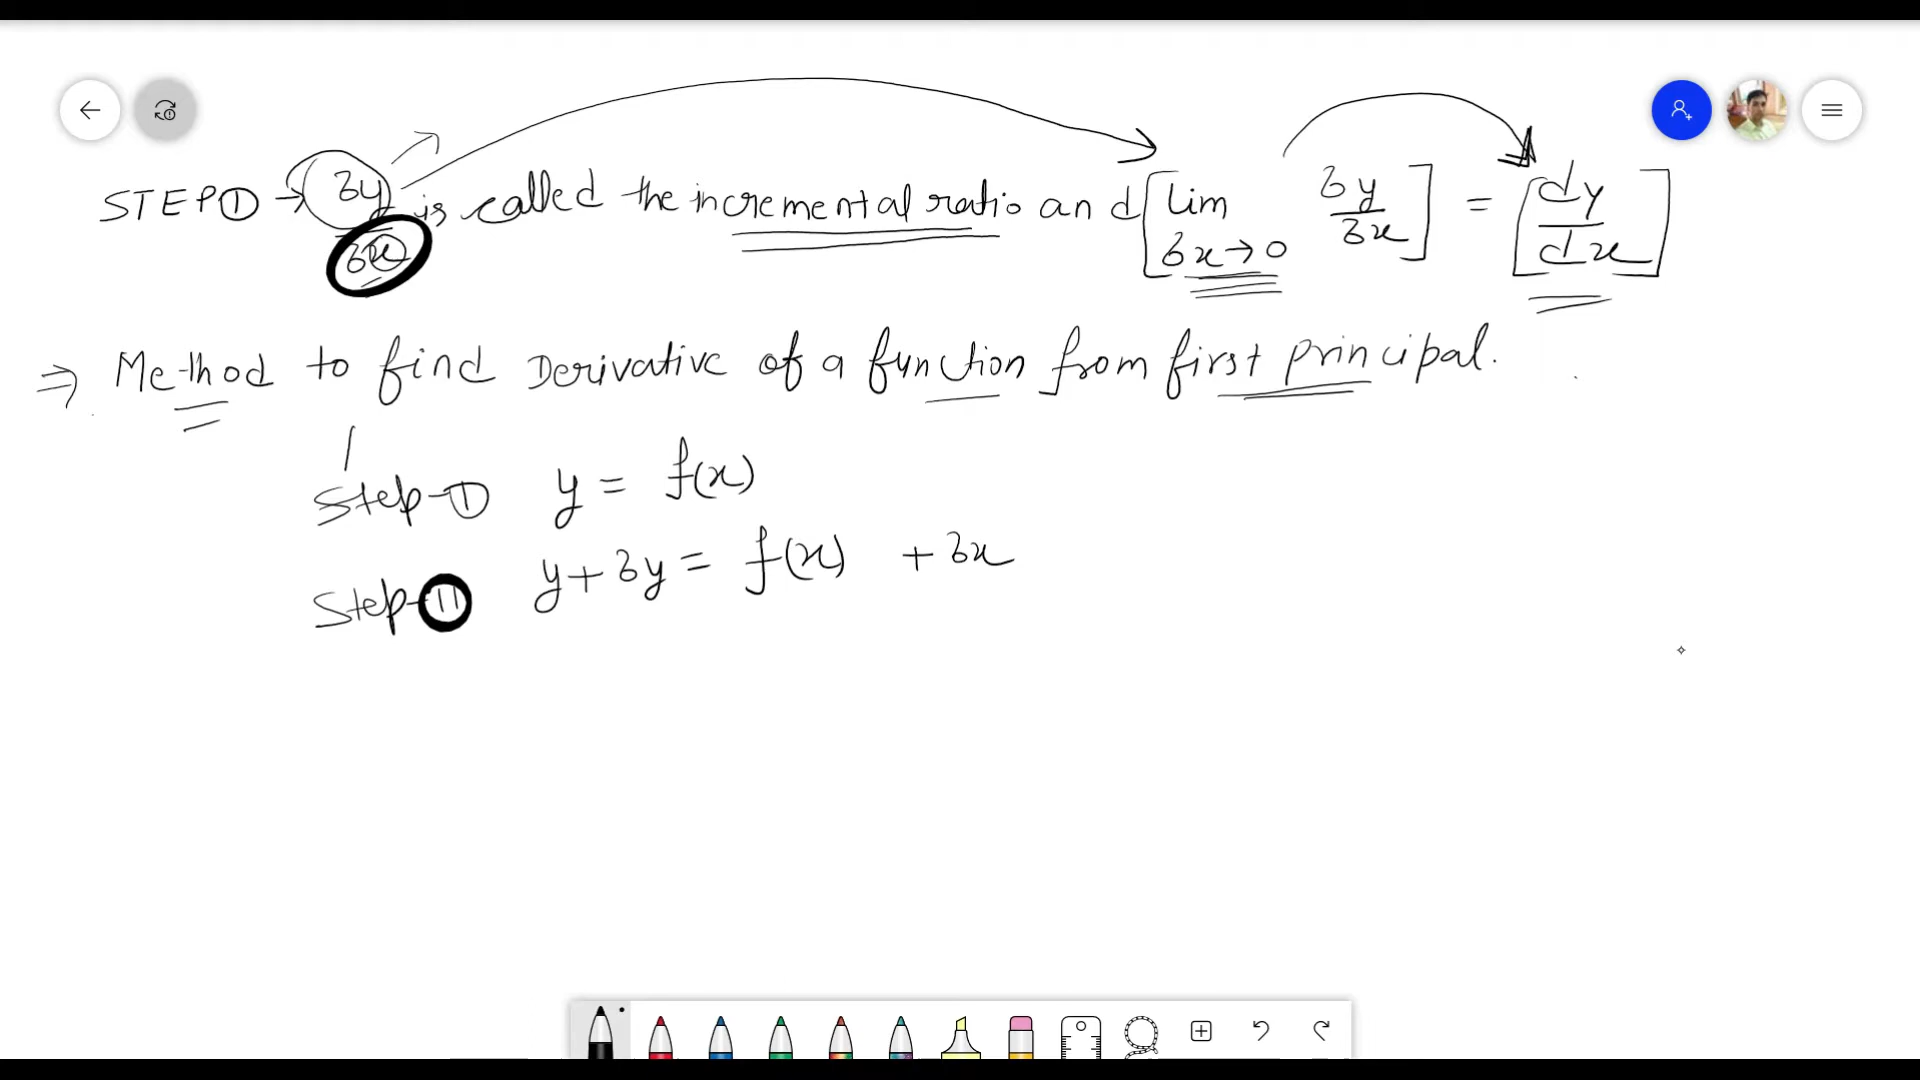 STEP① → δy/δx is called the incremental ratio and [lim δx→0 δy/δx] = [dy/dx]
⇒ Method to find Derivative of a function from first principal.
Step-① y = f(x)
Step-⑪ y+δy = f(x) + δx